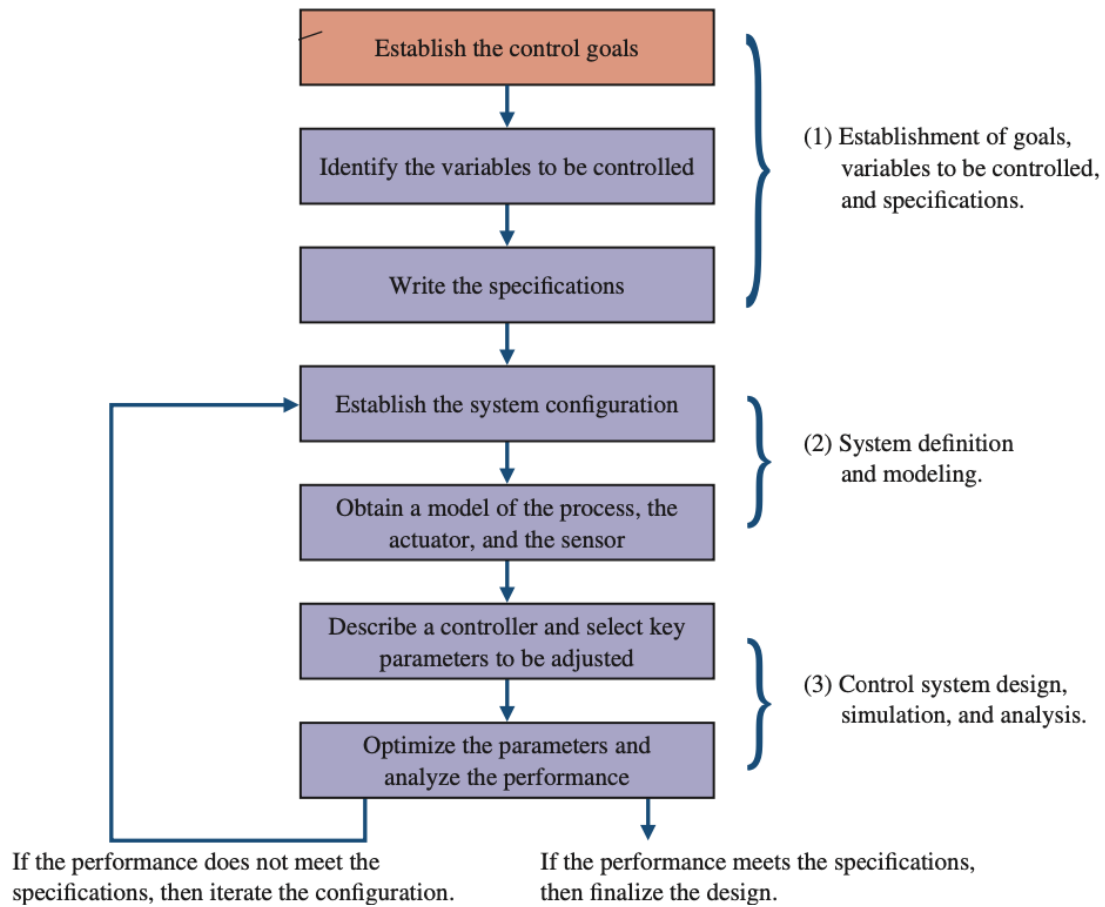 Establish the control goals
Identify the variables to be controlled
Write the specifications
(1) Establishment of goals,
variables to be controlled,
and specifications.
Establish the system configuration
Obtain a model of the process, the
actuator, and the sensor
(2) System definition
and modeling.
Describe a controller and select key
parameters to be adjusted
Optimize the parameters and
analyze the performance
(3) Control system design,
simulation, and analysis.
If the performance does not meet the
specifications, then iterate the configuration.
If the performance meets the specifications,
then finalize the design.